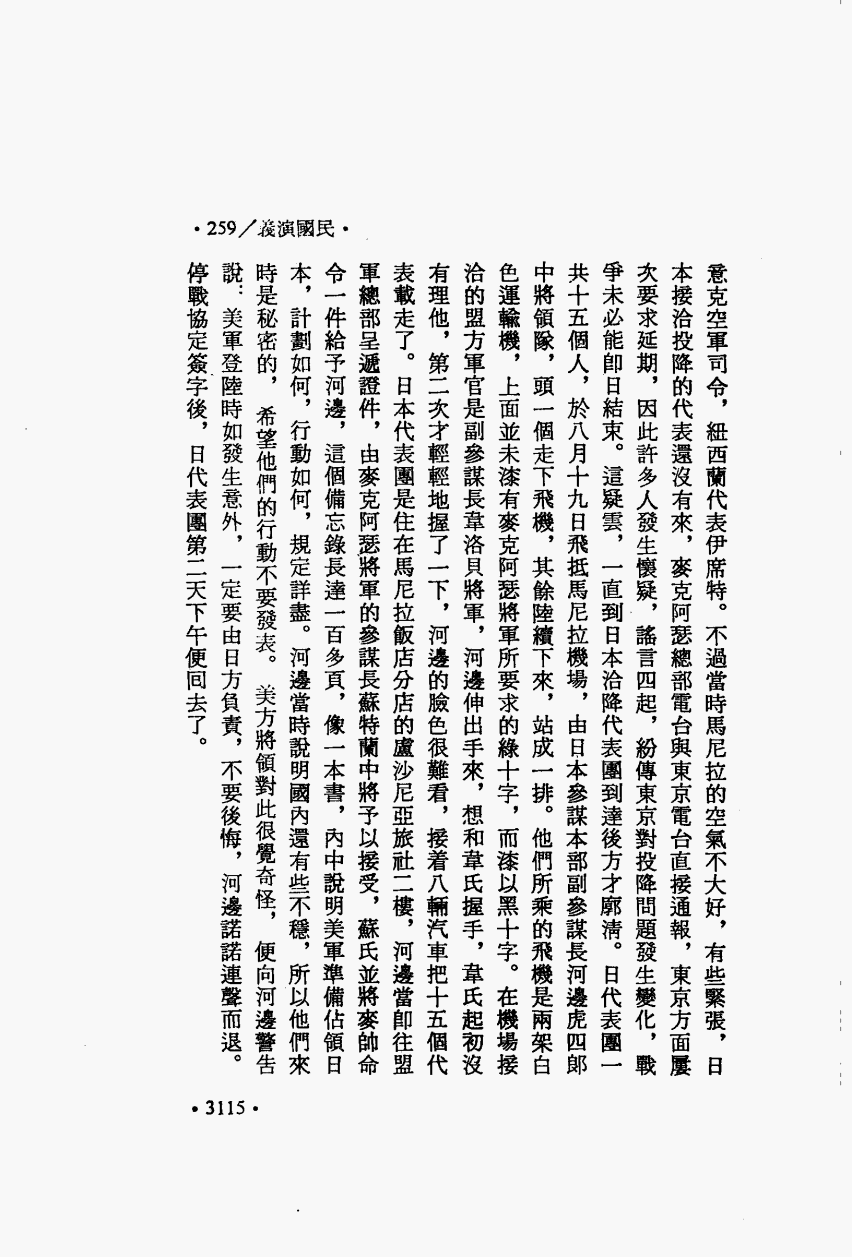 •259／義演國民•
意克空軍司令，紐西蘭代表伊席特。不過當時馬尼拉的空氣不大好，有些緊張，日
本接洽投降的代表還沒有來，麥克阿瑟總部電台與東京電台直接通報，東京方面屢
次要求延期，因此許多人發生懷疑，謠言四起，紛傳東京對投降問題發生變化，戰
爭未必能卽日結束。這疑雲，一直到日本洽降代表團到達後方才廓清。日代表團一
共十五個人，於八月十九日飛抵馬尼拉機場，由日本參謀本部副參謀長河邊虎四郎
中將領隊，頭一個走下飛機，其餘陸續下來，站成一排。他們所乘的飛機是兩架白
色運輸機，上面並未漆有麥克阿瑟將軍所要求的綠十字，而漆以黑十字。在機場接
洽的盟方軍官是副參謀長韋洛貝將軍，河邊伸出手來，想和韋氏握手，韋氏起初沒
有理他，第二次才輕輕地握了一下，河邊的臉色很難看，接着八輛汽車把十五個代
表載走了。日本代表團是住在馬尼拉飯店分店的盧沙尼亞旅社二樓，河邊當卽往盟
軍總部呈遞證件，由麥克阿瑟將軍的參謀長蘇特蘭中將予以接受，蘇氏並將麥帥命
令一件給予河邊，這個備忘錄長達一百多頁，像一本書，內中說明美軍準備佔領日
本，計劃如何，行動如何，規定詳盡。河邊當時說明國內還有些不穩，所以他們來
時是秘密的，希望他們的行動不要發表。美方將領對此很覺奇怪，便向河邊警告
說：美軍登陸時如發生意外，一定要由日方負責，不要後悔，河邊諾諾連聲而退。
停戰協定簽字後，日代表團第二天下午便回去了。
•3115•